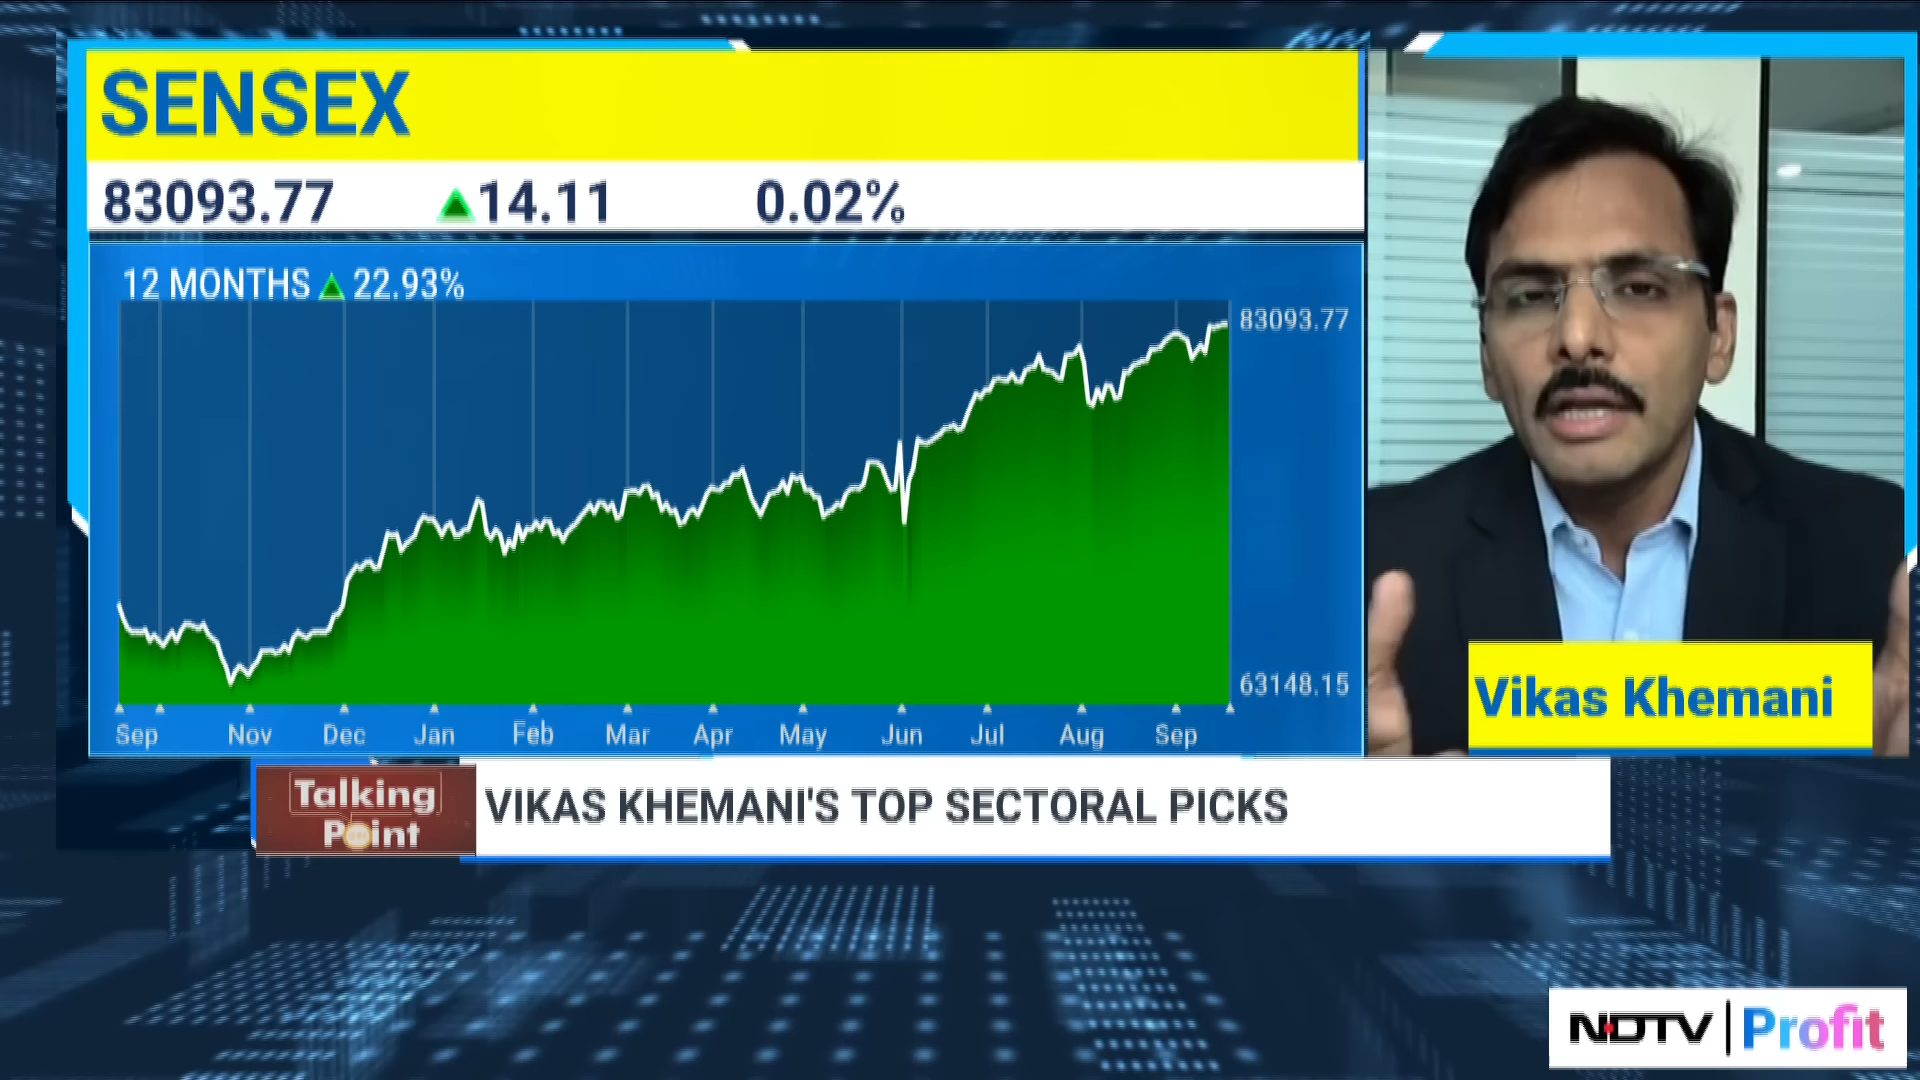 SENSEX
83093.77 ▲14.11 0.02%
12 MONTHS ▲ 22.93%
83093.77
63148.15
Sep Nov Dec Jan Feb Mar Apr May Jun Jul Aug Sep
Vikas Khemani
Talking
Point
VIKAS KHEMANI'S TOP SECTORAL PICKS
NDTV | Profit